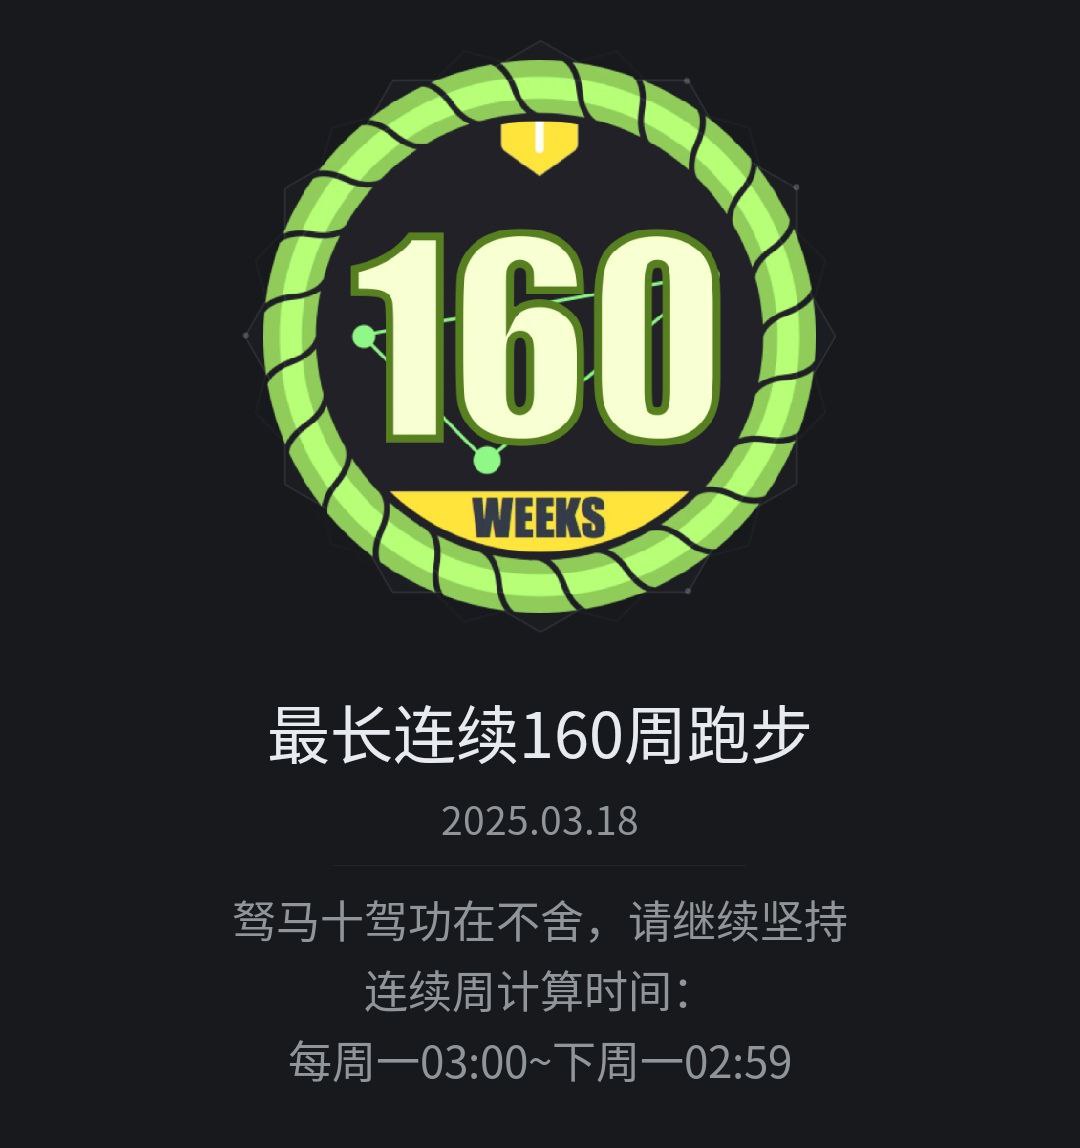 160
WEEKS
最长连续160周跑步
2025.03.18
驽马十驾功在不舍，请继续坚持
连续周计算时间：
每周一03:00~下周一02:59